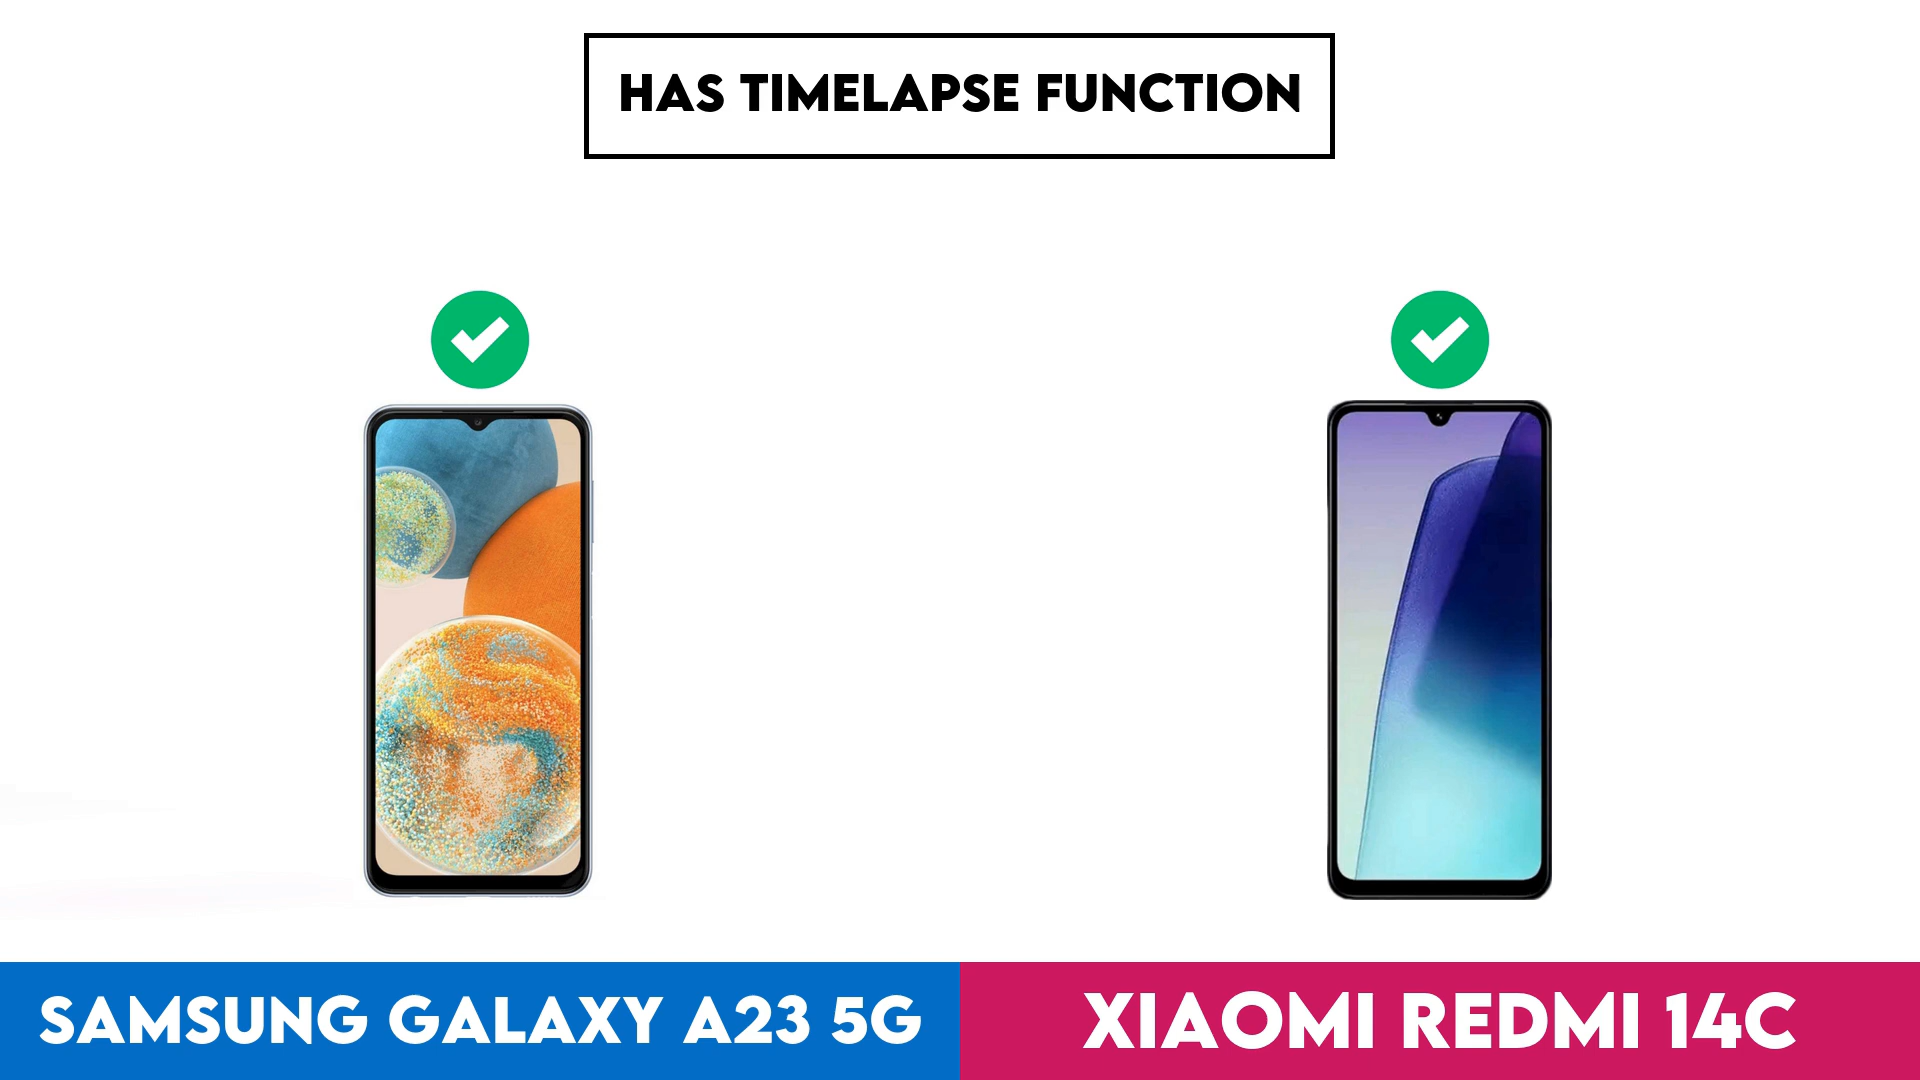 HAS TIMELAPSE FUNCTION
SAMSUNG GALAXY A23 5G
XIAOMI REDMI 14C